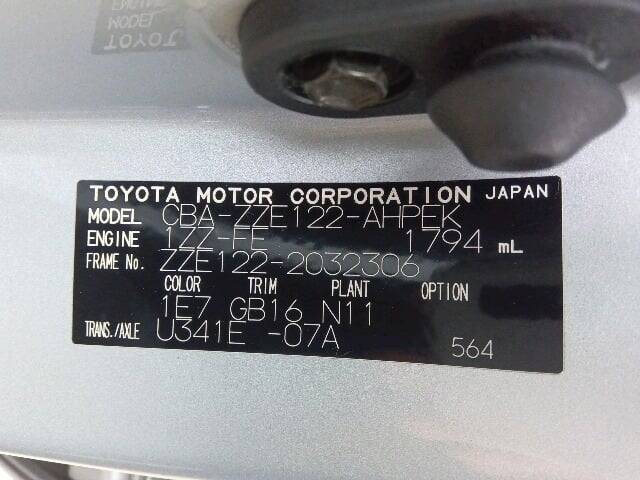 TOYOTA MOTOR CORPORATION JAPAN
MODEL CBA-ZZE122-AHPEK
ENGINE 1ZZ-FE 1794 mL
FRAME No. ZZE122-2032306
COLOR TRIM PLANT OPTION
1E7 GB16 N11
TRANS./AXLE U341E -07A
564